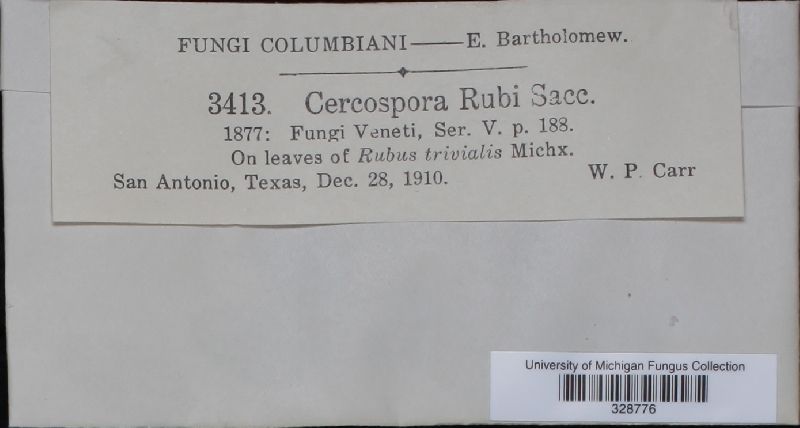 FUNGI COLUMBIANI——E. Bartholomew.
3413. Cercospora Rubi Sacc.
1877: Fungi Veneti, Ser. V. p. 188.
On leaves of Rubus trivialis Michx.
San Antonio, Texas, Dec. 28, 1910. W. P. Carr
University of Michigan Fungus Collection
328776